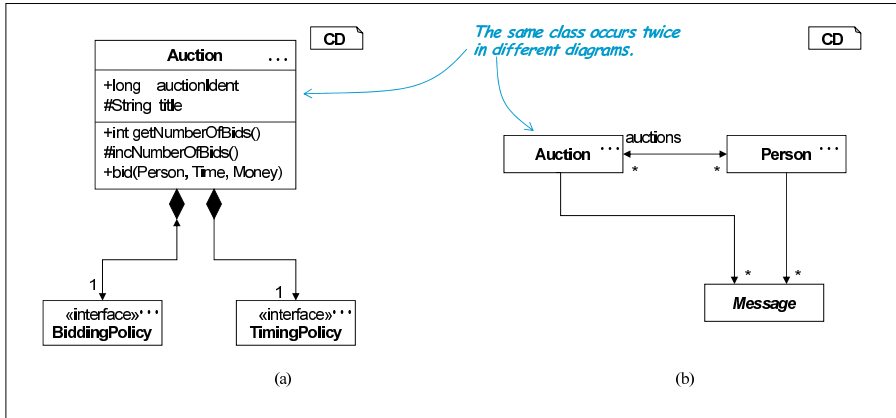 CD
The same class occurs twice
in different diagrams.
CD
Auction ...
+long auctionIdent
#String title
+int getNumberOfBids()
#incNumberOfBids()
+bid(Person, Time, Money)
1
1
«interface» ...
BiddingPolicy
«interface» ...
TimingPolicy
(a)
auctions
Auction ...
Person ...
*
*
*
*
Message
(b)